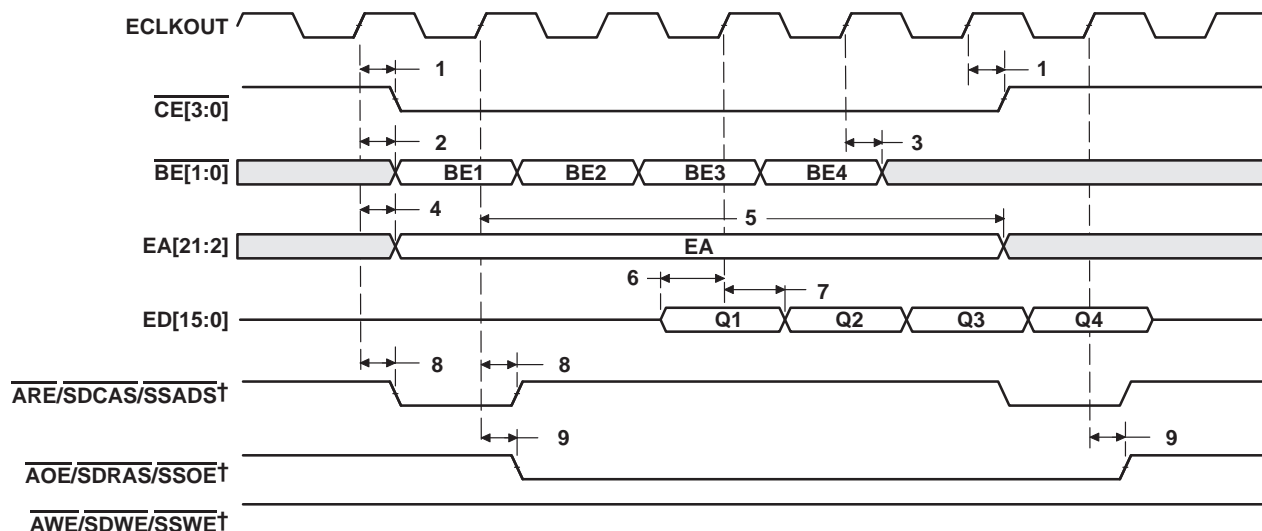 ECLKOUT
1 1
CE[3:0]
2 3
BE[1:0] BE1 BE2 BE3 BE4
4 5
EA[21:2] EA
6 7
ED[15:0] Q1 Q2 Q3 Q4
8 8
ARE/SDCAS/SSADS†
9 9
AOE/SDRAS/SSOE†
AWE/SDWE/SSWE†